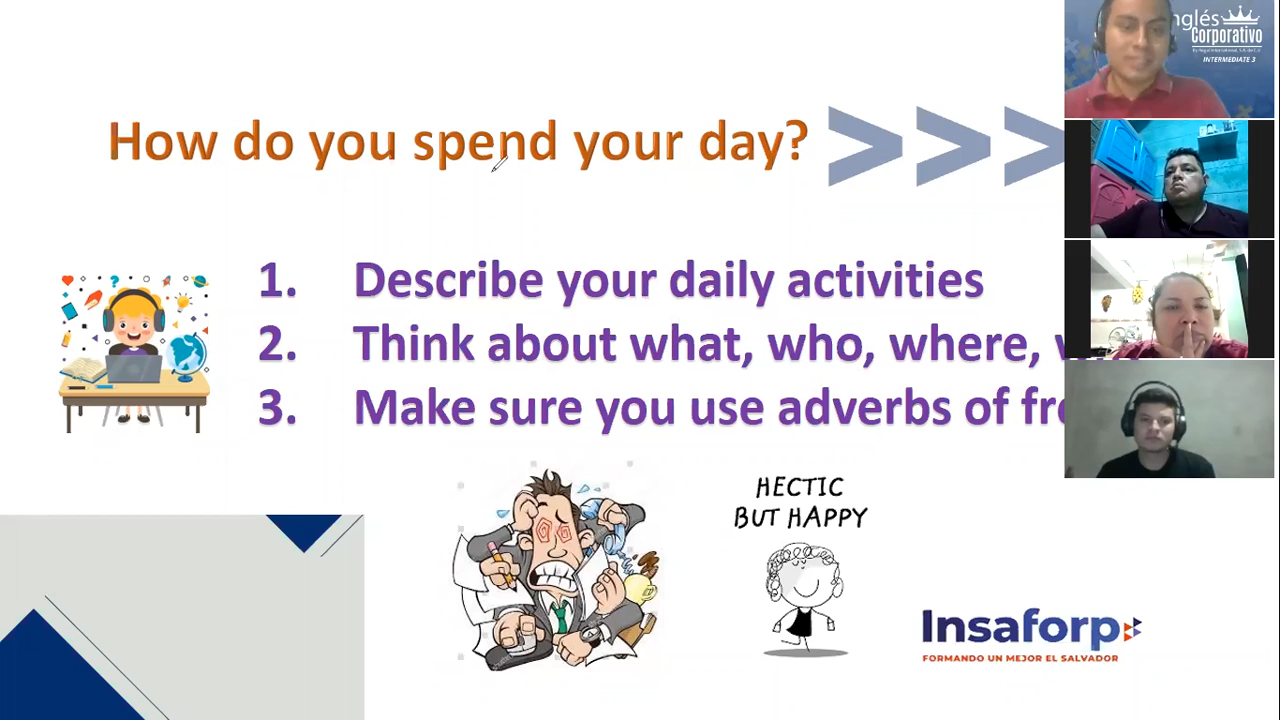 How do you spend your day?
1. Describe your daily activities
2. Think about what, who, where,
3. Make sure you use adverbs of
HECTIC
BUT HAPPY
Insaforp
FORMANDO UN MEJOR EL SALVADOR
nglés
Corporativo
INTERMEDIATE 3